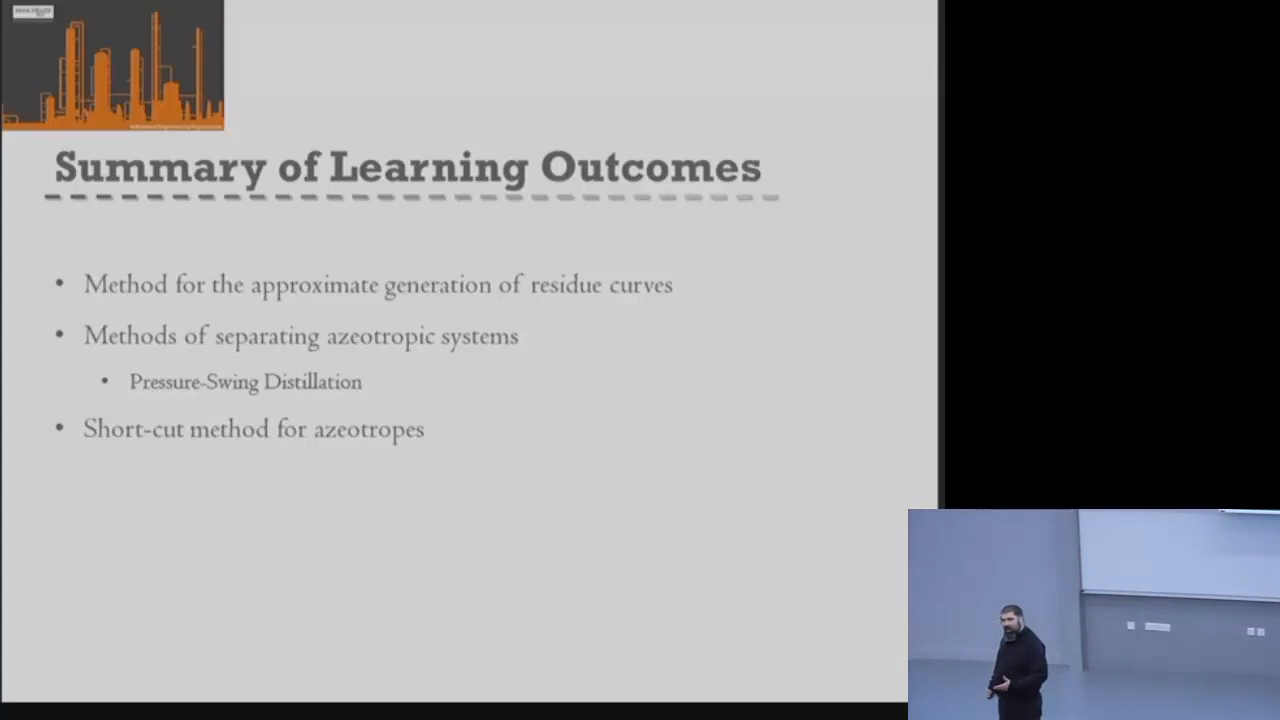 Summary of Learning Outcomes
• Method for the approximate generation of residue curves
• Methods of separating azeotropic systems
• Pressure-Swing Distillation
• Short-cut method for azeotropes